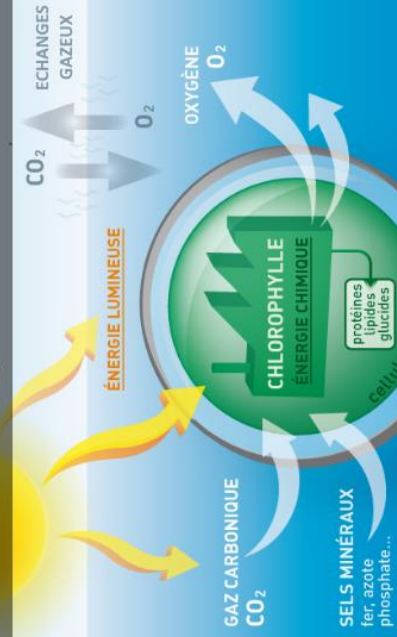 ECHANGES
GAZEUX
CO₂
O₂
ÉNERGIE LUMINEUSE
OXYGÈNE
O₂
CHLOROPHYLLE
ÉNERGIE CHIMIQUE
protéines
lipides
glucides
GAZ CARBONIQUE
CO₂
SELS MINÉRAUX
fer, azote
phosphate...